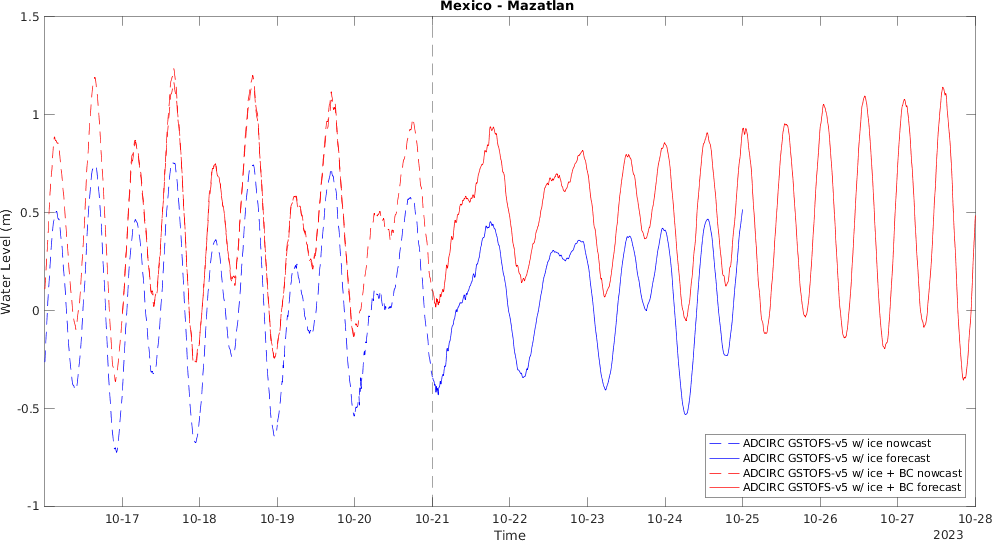 Mexico - Mazatlan
1.5
1
0.5
0
-0.5
-1
Water Level (m)
10-17
10-18
10-19
10-20
10-21
10-22
10-23
10-24
10-25
10-26
10-27
10-28
Time
2023
ADCIRC GSTOFS-v5 w/ ice nowcast
ADCIRC GSTOFS-v5 w/ ice forecast
ADCIRC GSTOFS-v5 w/ ice + BC nowcast
ADCIRC GSTOFS-v5 w/ ice + BC forecast